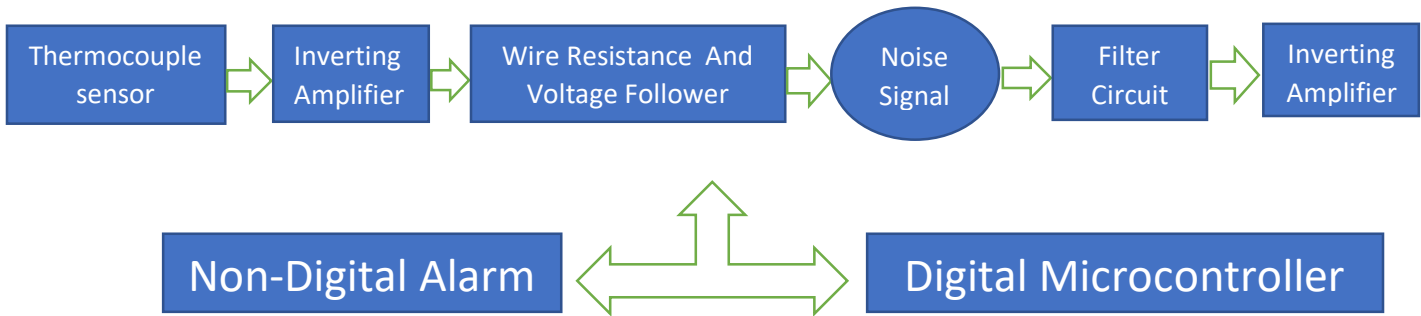 Thermocouple
sensor
Inverting
Amplifier
Wire Resistance And
Voltage Follower
Noise
Signal
Filter
Circuit
Inverting
Amplifier
Non-Digital Alarm
Digital Microcontroller